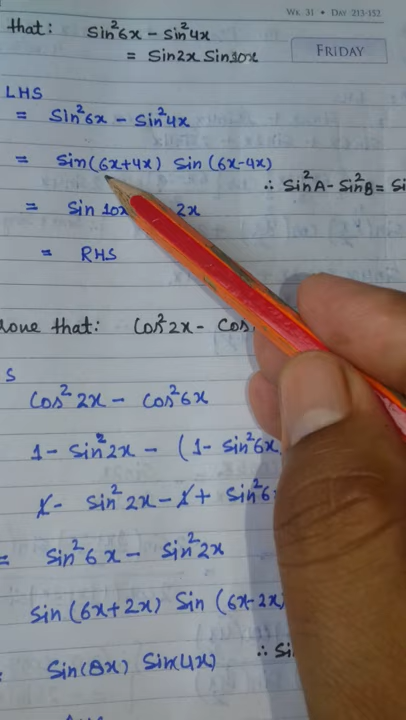 WK 31 • DAY 213-152
that: Sin²6x - Sin²4x
= Sin2x Sin10x
FRIDAY
LHS
= Sin²6x - Sin²4x
= Sin(6x+4x) Sin(6x-4x)
∴ Sin²A - Sin²B =
= Sin 10x 2x
= RHS
that: Cos²2x - Cos
Cos²2x - Cos²6x
1 - Sin²2x - (1 - Sin²6x
1 - Sin²2x - 1 + Sin²6
= Sin²6x - Sin²2x
Sin(6x+2x) Sin(6x-2x)
Sin(8x) Sin(4x)